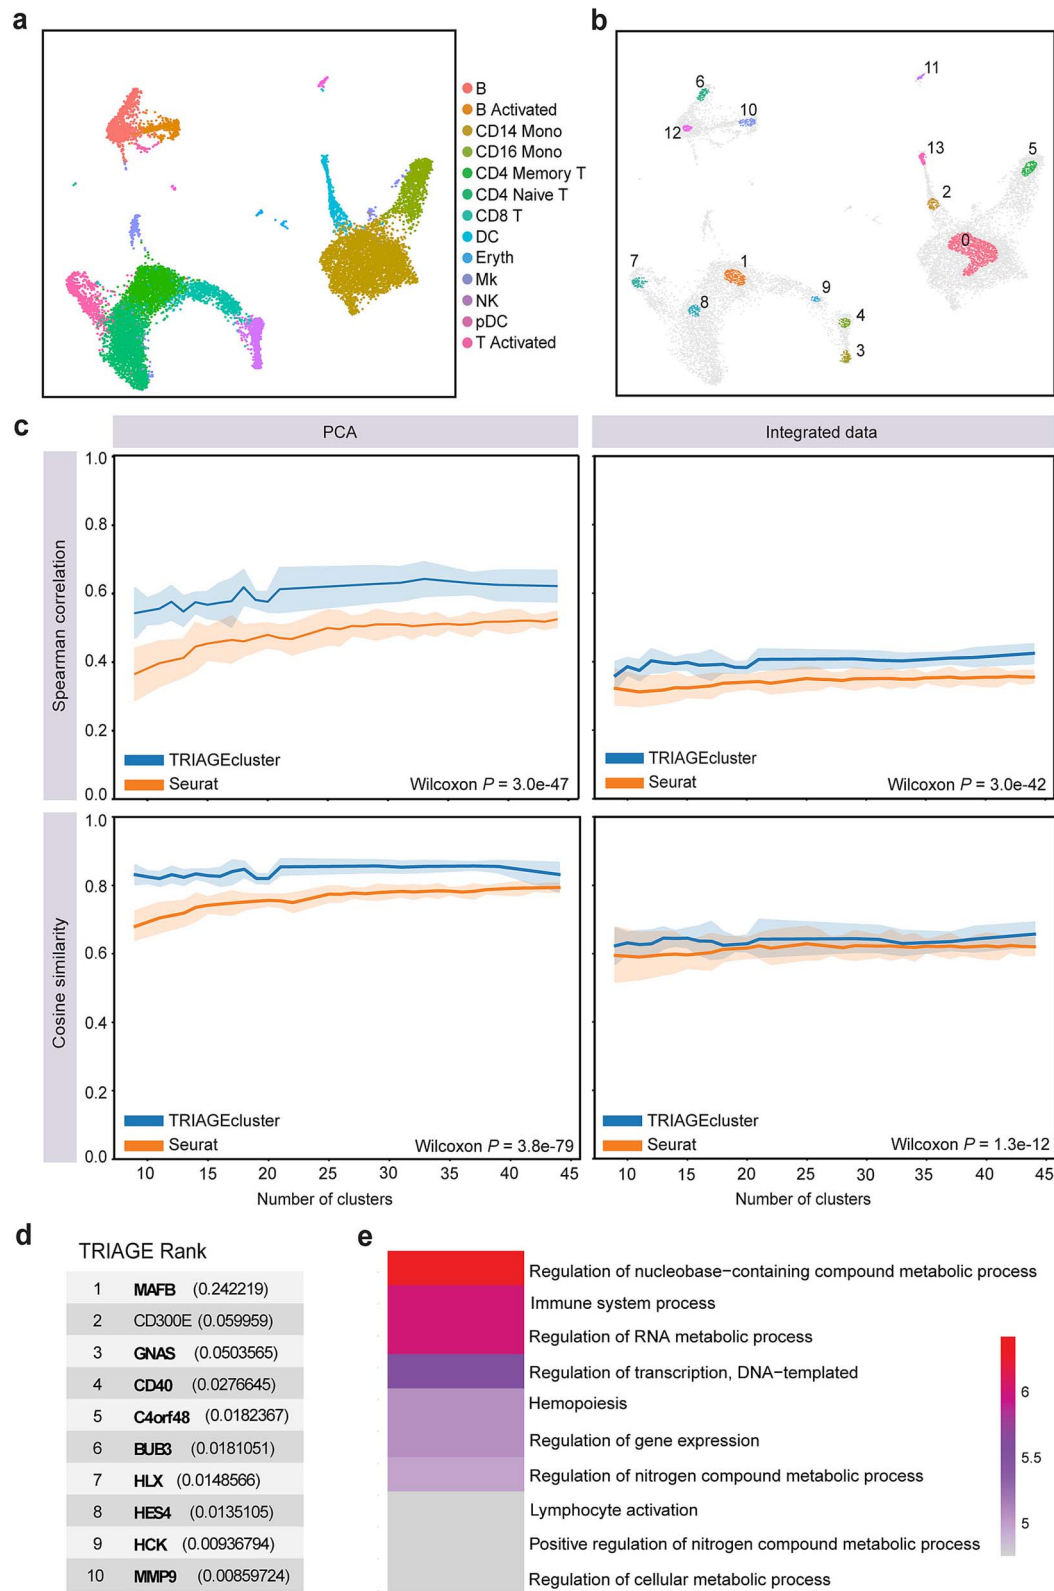 a
B
B Activated
CD14 Mono
CD16 Mono
CD4 Memory T
CD4 Naive T
CD8 T
DC
Eryth
Mk
NK
pDC
T Activated
b
6
11
10
12
13
5
2
0
7
1
9
8
4
3
c
PCA
Integrated data
Spearman correlation
1.0
0.8
0.6
0.4
0.2
0.0
TRIAGEcluster
Seurat
Wilcoxon P = 3.0e-47
TRIAGEcluster
Seurat
Wilcoxon P = 3.0e-42
Cosine similarity
1.0
0.8
0.6
0.4
0.2
0.0
TRIAGEcluster
Seurat
Wilcoxon P = 3.8e-79
TRIAGEcluster
Seurat
Wilcoxon P = 1.3e-12
10 15 20 25 30 35 40 45
Number of clusters
10 15 20 25 30 35 40 45
Number of clusters
d
TRIAGE Rank
1 MAFB (0.242219)
2 CD300E (0.059959)
3 GNAS (0.0503565)
4 CD40 (0.0276645)
5 C4orf48 (0.0182367)
6 BUB3 (0.0181051)
7 HLX (0.0148566)
8 HES4 (0.0135105)
9 HCK (0.00936794)
10 MMP9 (0.00859724)
e
Regulation of nucleobase−containing compound metabolic process
Immune system process
Regulation of RNA metabolic process
Regulation of transcription, DNA−templated
Hemopoiesis
Regulation of gene expression
Regulation of nitrogen compound metabolic process
Lymphocyte activation
Positive regulation of nitrogen compound metabolic process
Regulation of cellular metabolic process
6
5.5
5